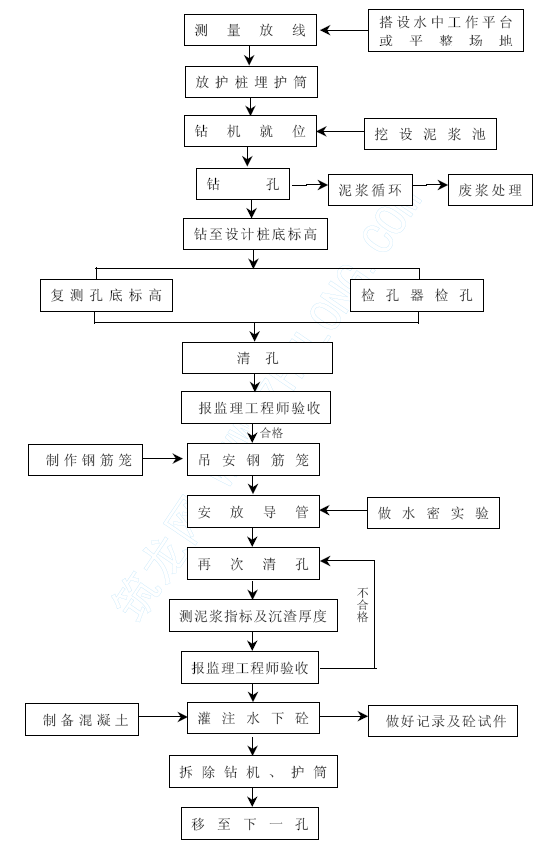 测量放线
搭设水中工作平台
或平整场地
放护桩埋护筒
钻机就位
挖设泥浆池
钻孔
泥浆循环
废浆处理
钻至设计桩底标高
复测孔底标高
检孔器检孔
清孔
报监理工程师验收
合格
制作钢筋笼
吊安钢筋笼
安放导管
做水密实验
再次清孔
不合格
测泥浆指标及沉渣厚度
报监理工程师验收
制备混凝土
灌注水下砼
做好记录及砼试件
拆除钻机、护筒
移至下一孔